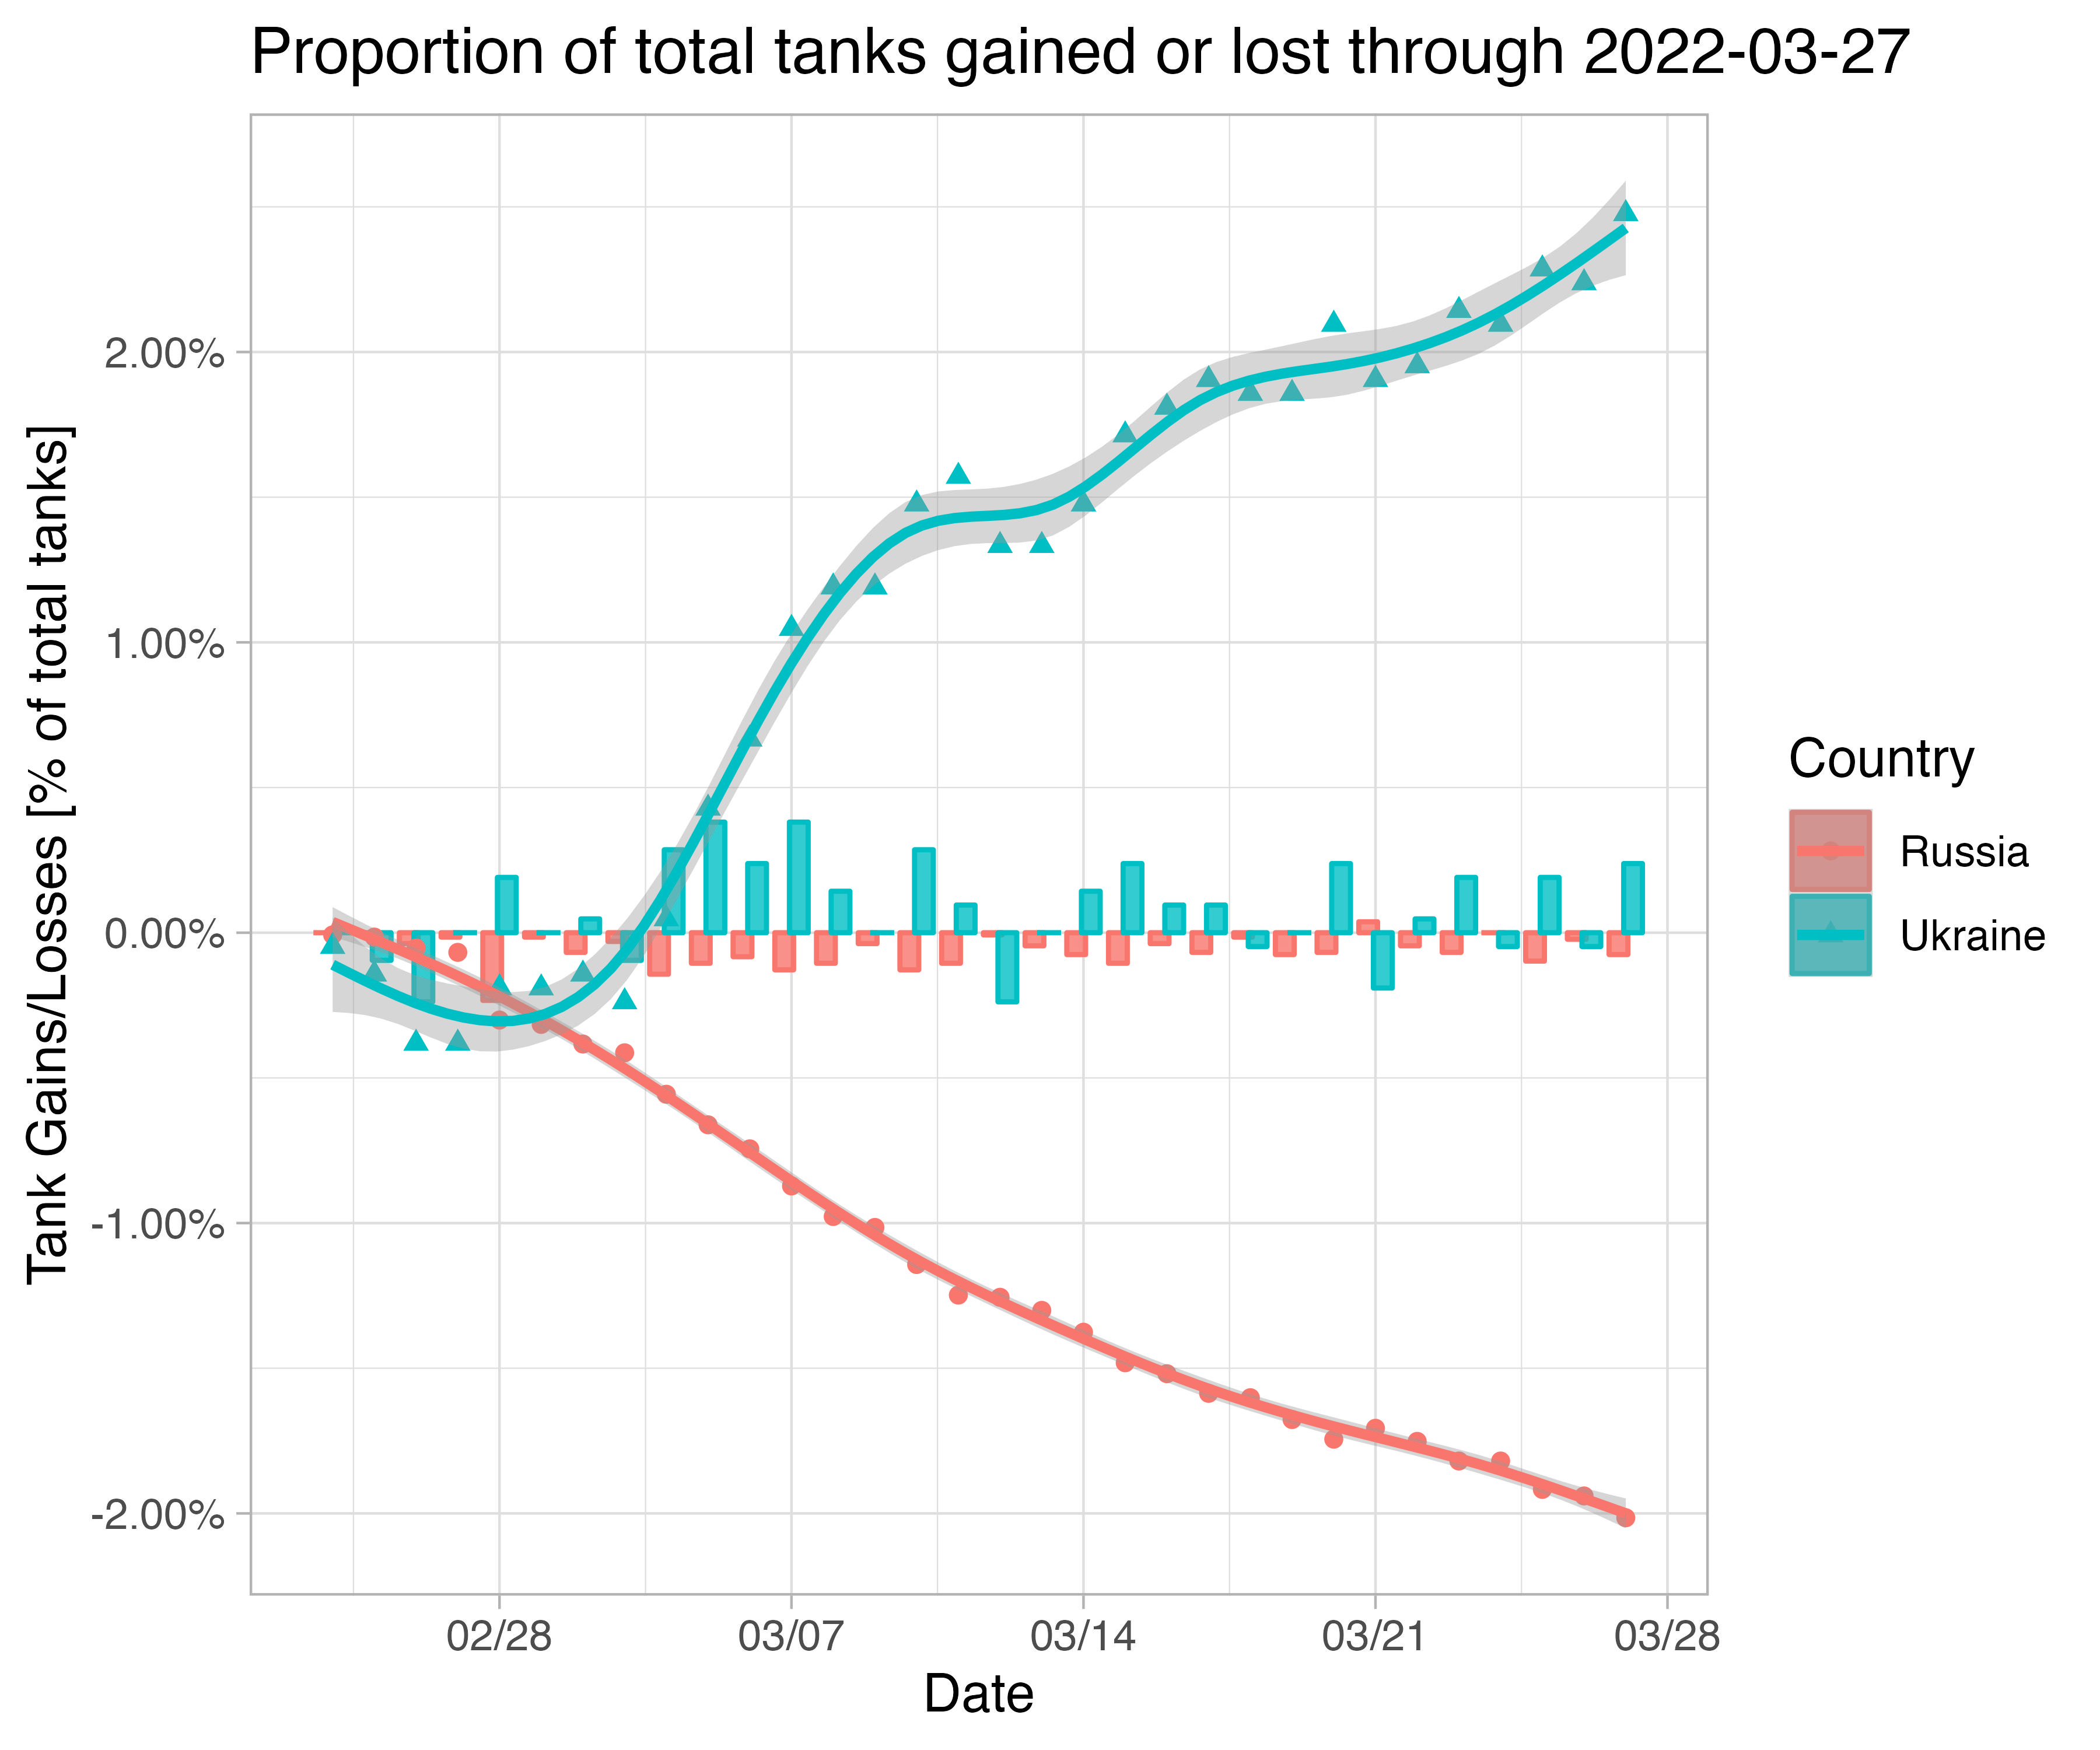 Proportion of total tanks gained or lost through 2022-03-27
Tank Gains/Losses [% of total tanks]
2.00%
1.00%
0.00%
-1.00%
-2.00%
02/28
03/07
03/14
03/21
03/28
Date
Country
Russia
Ukraine